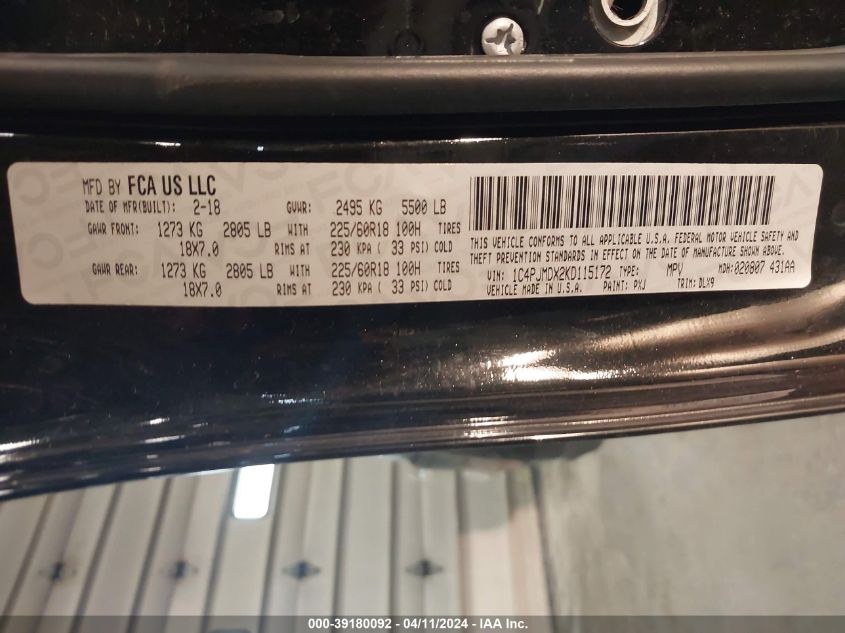 MFD BY FCA US LLC
DATE OF MFR(BUILT): 2-18 GVWR: 2495 KG 5500 LB
GAWR FRONT: 1273 KG 2805 LB WITH 225/60R18 100H TIRES
18X7.0 RIMS AT 230 KPA ( 33 PSI) COLD
GAWR REAR: 1273 KG 2805 LB WITH 225/60R18 100H TIRES
18X7.0 RIMS AT 230 KPA ( 33 PSI) COLD
THIS VEHICLE CONFORMS TO ALL APPLICABLE U.S.A. FEDERAL MOTOR VEHICLE SAFETY AND
THEFT PREVENTION STANDARDS IN EFFECT ON THE DATE OF MANUFACTURE SHOWN ABOVE.
VIN: 1C4PJMDX2KD115172 TYPE: MPV MDH:020807 431AA
VEHICLE MADE IN U.S.A. PAINT: PXJ TRIM: DLX9
000-39180092 - 04/11/2024 - IAA Inc.